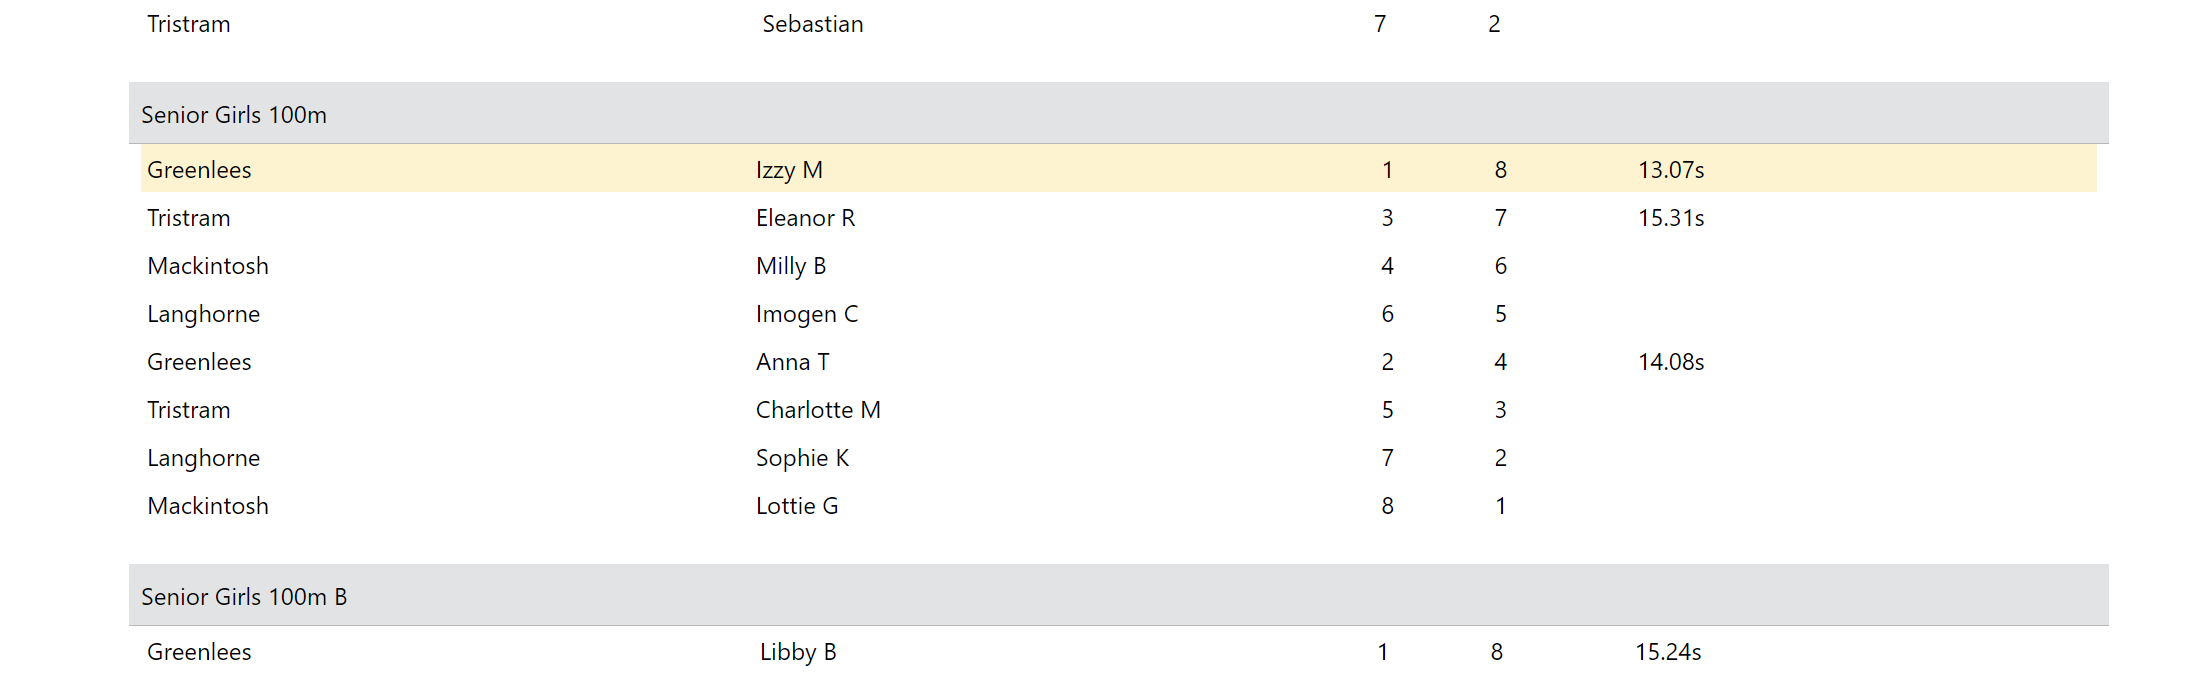 Tristram Sebastian 7 2
Senior Girls 100m
Greenlees Izzy M 1 8 13.07s
Tristram Eleanor R 3 7 15.31s
Mackintosh Milly B 4 6
Langhorne Imogen C 6 5
Greenlees Anna T 2 4 14.08s
Tristram Charlotte M 5 3
Langhorne Sophie K 7 2
Mackintosh Lottie G 8 1
Senior Girls 100m B
Greenlees Libby B 1 8 15.24s